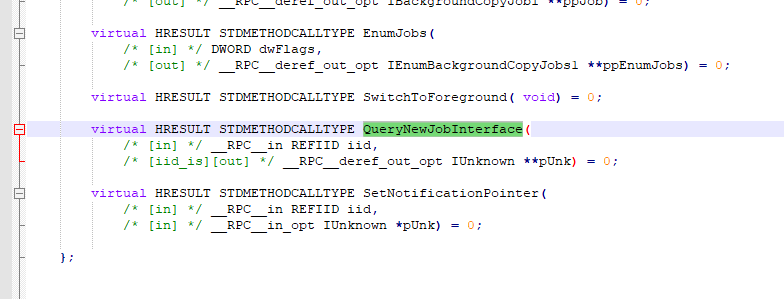 /* [out] */ __RPC__deref_out_opt IBackgroundCopyJob1 **ppJob) = 0;
virtual HRESULT STDMETHODCALLTYPE EnumJobs(
/* [in] */ DWORD dwFlags,
/* [out] */ __RPC__deref_out_opt IEnumBackgroundCopyJobs1 **ppEnumJobs) = 0;
virtual HRESULT STDMETHODCALLTYPE SwitchToForeground( void) = 0;
virtual HRESULT STDMETHODCALLTYPE QueryNewJobInterface(
/* [in] */ __RPC__in REFIID iid,
/* [iid_is][out] */ __RPC__deref_out_opt IUnknown **pUnk) = 0;
virtual HRESULT STDMETHODCALLTYPE SetNotificationPointer(
/* [in] */ __RPC__in REFIID iid,
/* [in] */ __RPC__in_opt IUnknown *pUnk) = 0;
};